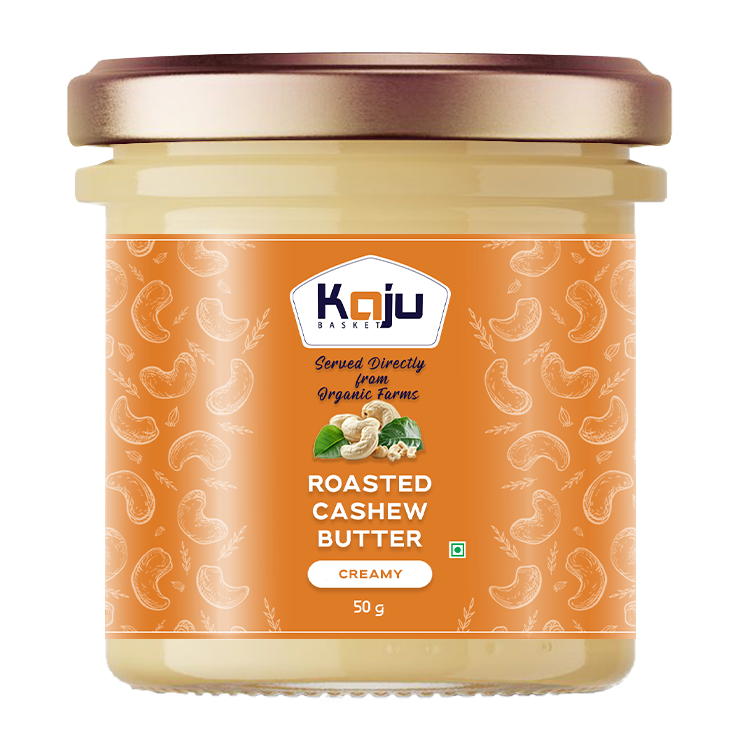 Kaju
BASKET
Served Directly
from
Organic Farms
ROASTED
CASHEW
BUTTER
CREAMY
50 g